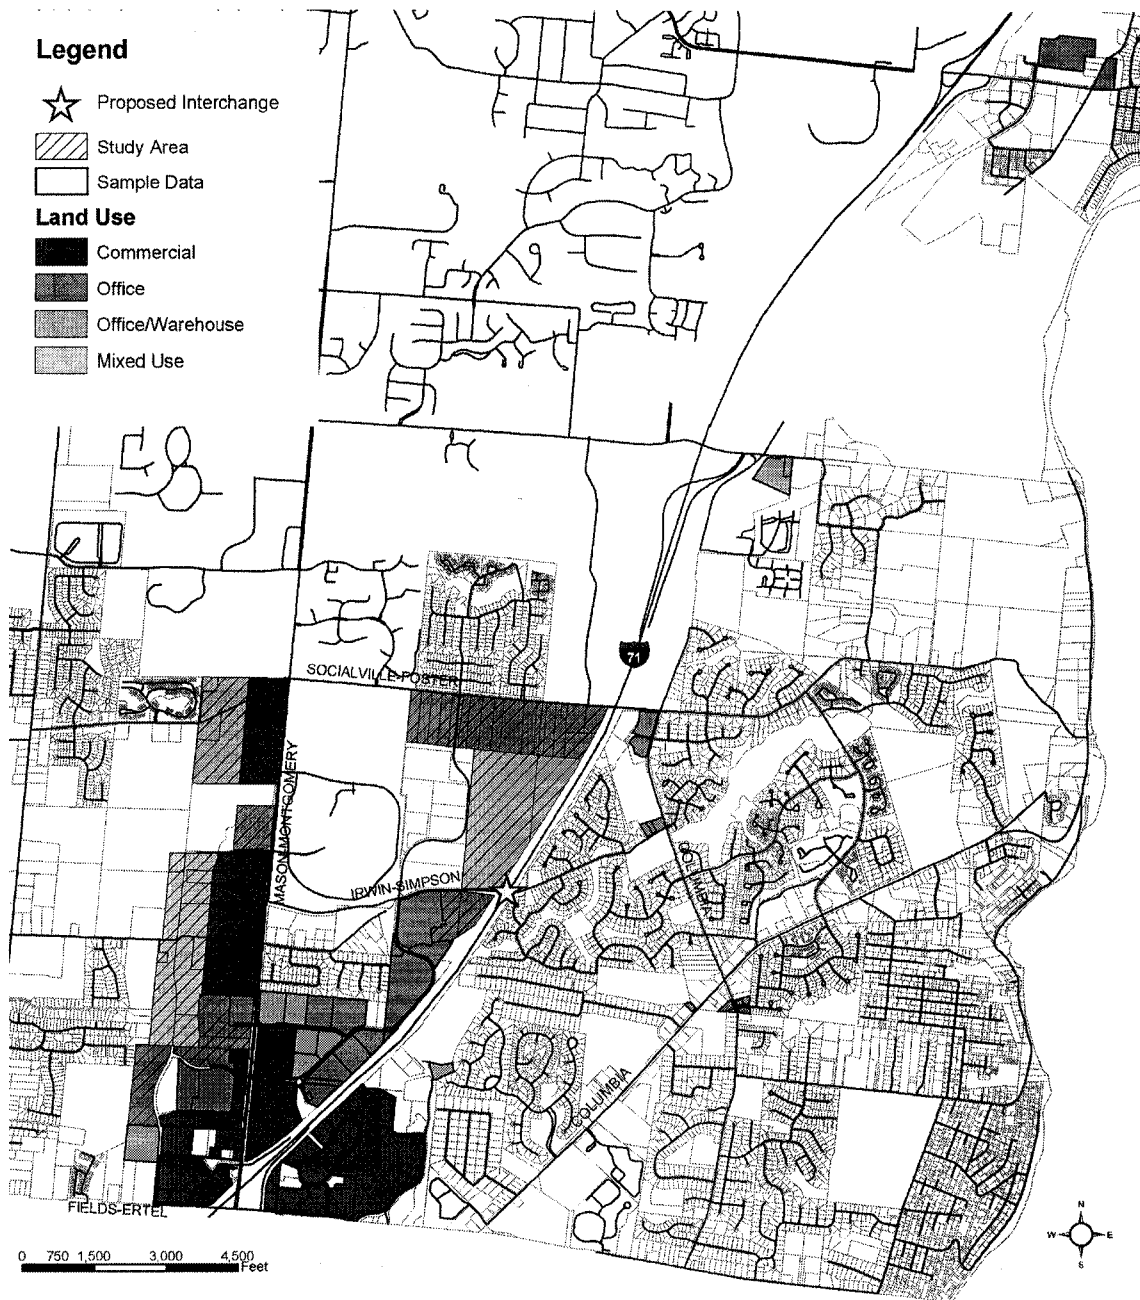 Legend
Proposed Interchange
Study Area
Sample Data
Land Use
Commercial
Office
Office/Warehouse
Mixed Use
71
SOCIALVILLE-FOSTER
MASON-MONTGOMERY
IRWIN-SIMPSON
COLUMBIA
P
COLUMBIA
FIELDS-ERTEL
0 750 1,500 3,000 4,500
Feet
N
W E
S